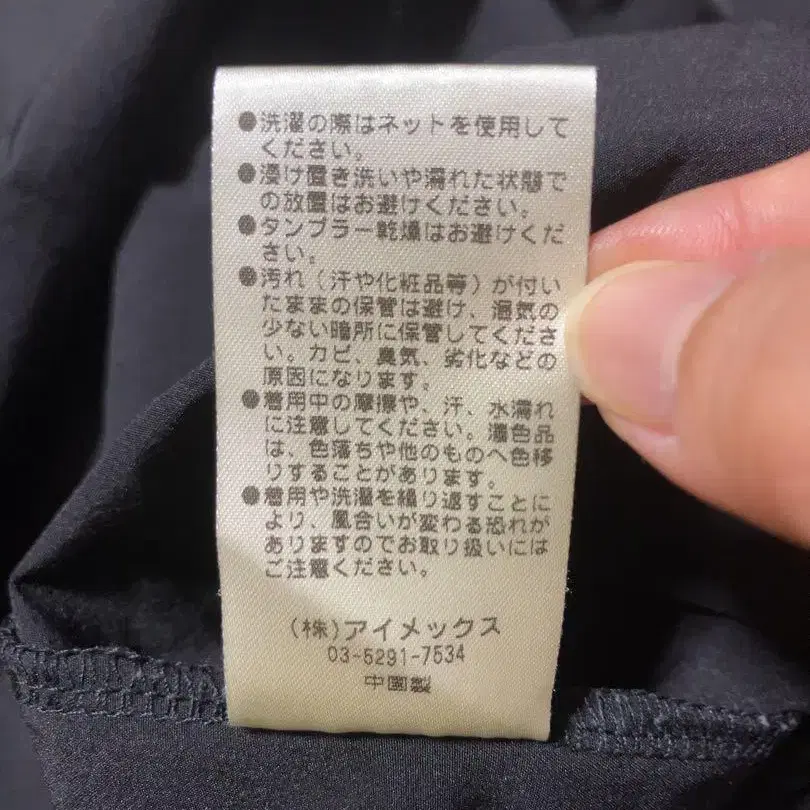 ●洗濯の際はネットを使用して
ください。
●浸け置き洗いや濡れた状態で
の放置はお避けください。
●タンブラー乾燥はお避けくだ
さい。
●汚れ（汗や化粧品等）が付い
たままの保管は避け、湿気の
少ない暗所に保管してくださ
い。カビ、臭気、劣化などの
原因になります。
●着用中の摩擦や、汗、水濡れ
に注意してください。濃色品
は、色落ちや他のものへ色移
りすることがあります。
●着用や洗濯を繰り返すことに
より、風合いが変わる恐れが
ありますのでお取り扱いには
ご注意ください。
（株）アイメックス
03-5291-7534
中国製